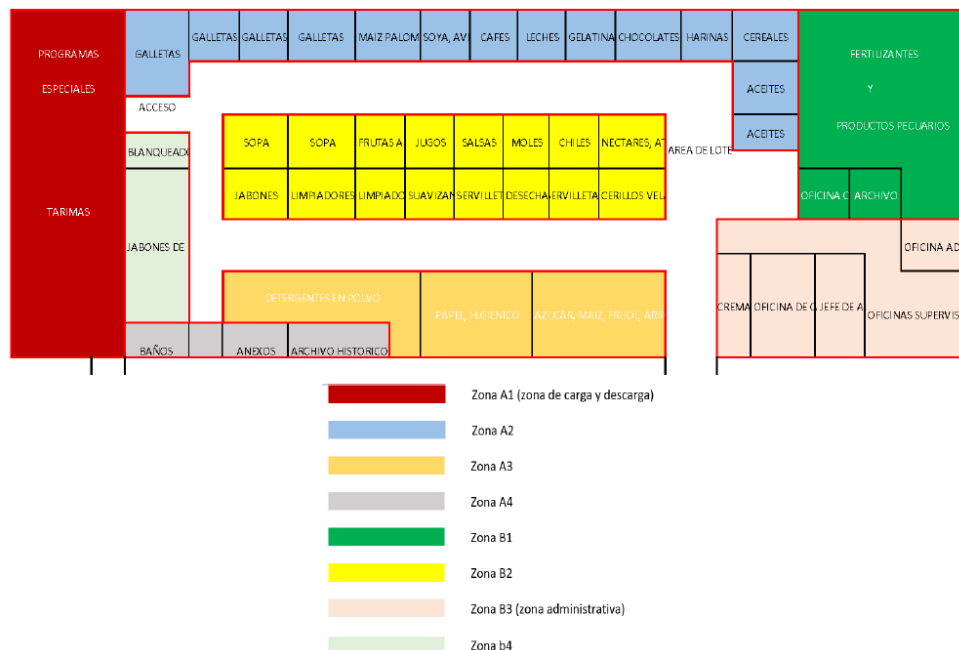 PROGRAMAS
ESPECIALES
TARIMAS
GALLETAS
GALLETAS
GALLETAS
GALLETAS
MAIZ PALOM
SOYA, AVI
CAFES
LECHES
GELATINA
CHOCOLATES
HARINAS
CEREALES
FERTILIZANTES
Y
PRODUCTOS PECUARIOS
ACEITES
ACEITES
ACCESO
BLANQUEAD
JABONES DE
SOPA
SOPA
FRUTAS A
JUGOS
SALSAS
MOLES
CHILES
NECTARES, AT
AREA DE LOTE
JABONES
LIMPIADORES
LIMPIADO
SUAVIZAN
SERVILLET
DESECHA
ERVILLETA
CERILLOS VEL
OFICINA C
ARCHIVO
OFICINA AD
DETERGENTES EN POLVO
PAPEL, HIGIENICO
AZUCAR, MAIZ, FRIJOL, ARR
CREMA
OFICINA DE C
JEFE DE A
OFICINAS SUPERVIS
BAÑOS
ANEXOS
ARCHIVO HISTORICO
Zona A1 (zona de carga y descarga)
Zona A2
Zona A3
Zona A4
Zona B1
Zona B2
Zona B3 (zona administrativa)
Zona b4